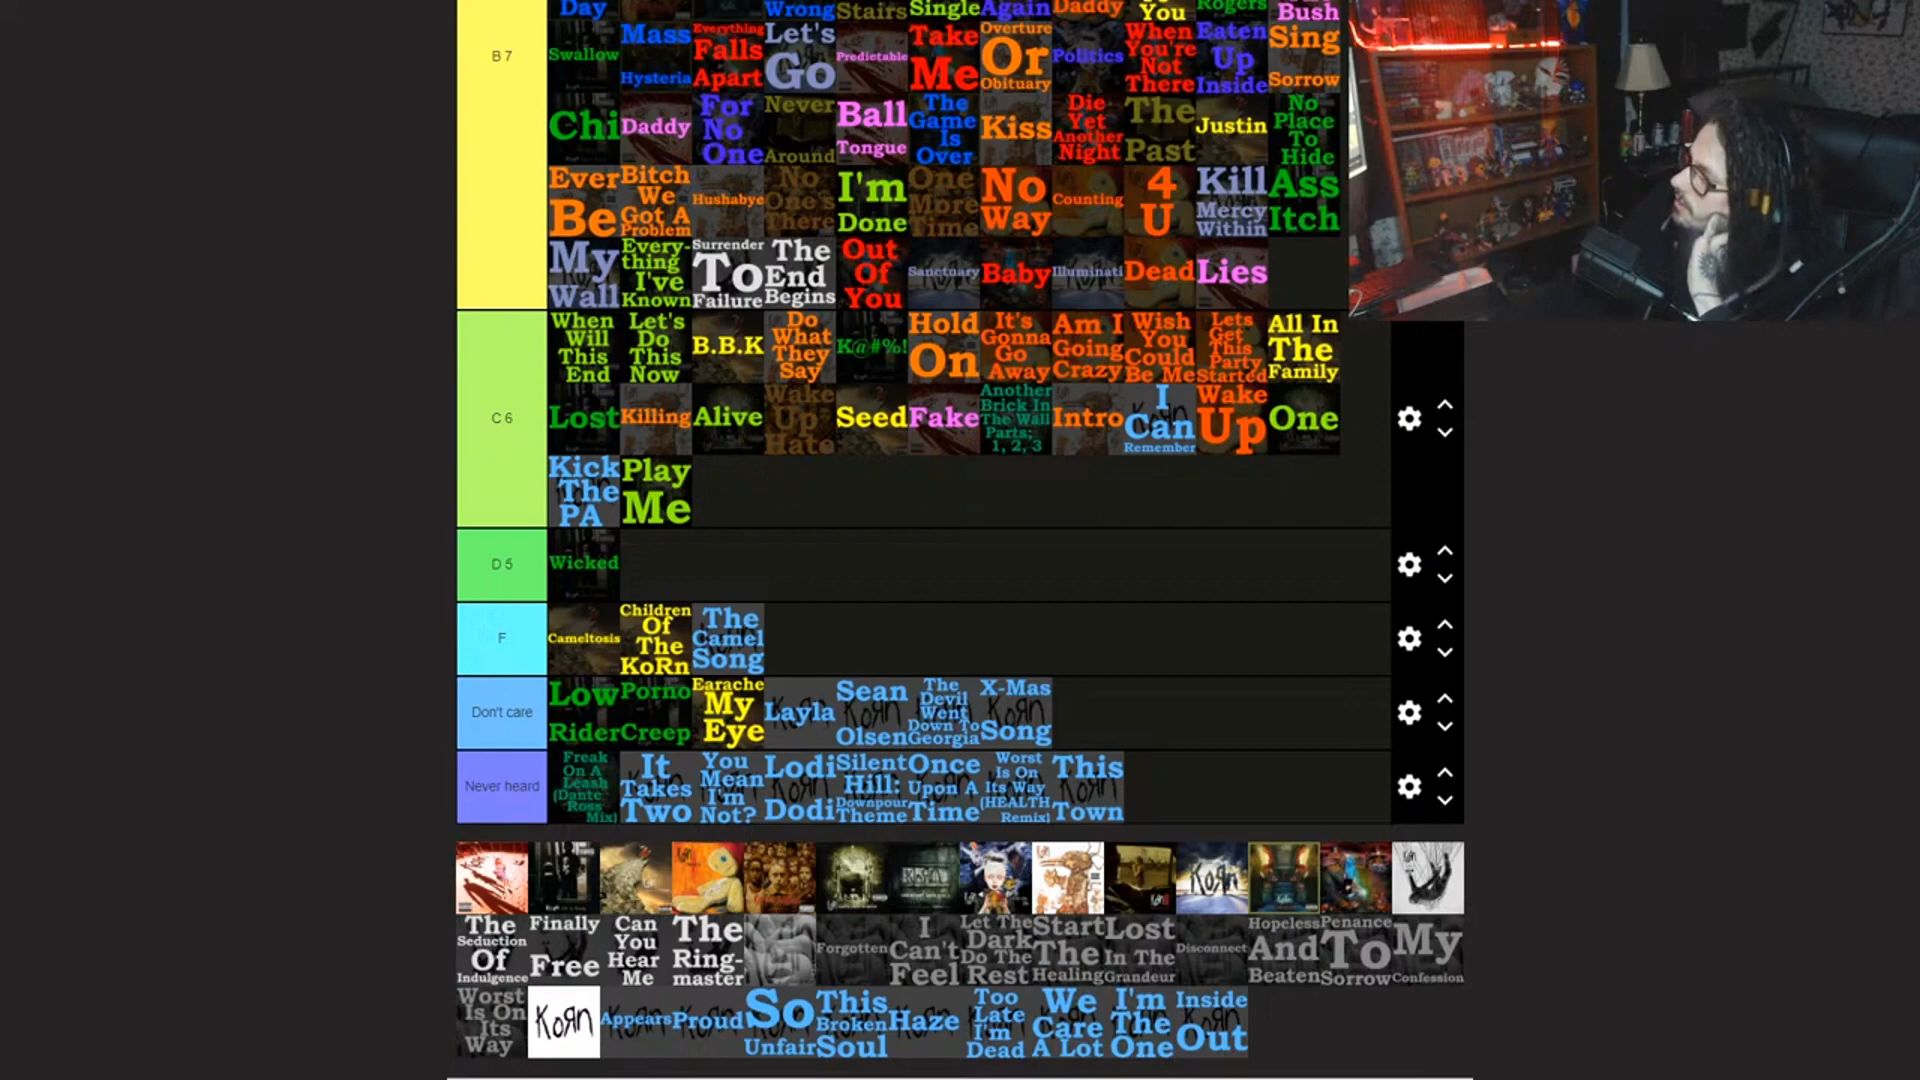 Day Wrong Stairs Single Again Daddy You Rogers Bush
B 7
Swallow
Mass Hysteria
Everything Falls Apart
Let's Go
Predictable
Take Me
Overture Or Obituary
Politics
When You're Not There
Eaten Up Inside
Sing Sorrow
Chi
Daddy
For No One
Never Around
Ball Tongue
The Game Is Over
Kiss
Die Yet Another Night
The Past
Justin
No Place To Hide
Ever Be
Bitch We Got A Problem
Hushabye
No One's There
I'm Done
One More Time
No Way
Counting
4 U
Kill Mercy Within
Ass Itch
My Wall
Every-thing I've Known
Surrender To Failure
The End Begins
Out Of You
Sanctuary
Baby
Illuminati
Dead
Lies
C 6
When Will This End
Let's Do This Now
B.B.K
Do What They Say
K@#%!
Hold On
It's Gonna Go Away
Am I Going Crazy
Wish You Could Be Me
Lets Get This Party Started
All In The Family
Lost
Killing
Alive
Wake Up Hate
Seed
Fake
Another Brick In The Wall Parts; 1, 2, 3
Intro
I Can Remember
Wake Up
One
Kick The PA
Play Me
D 5
Wicked
F
Cameltosis
Children Of The KoRn
The Camel Song
Don't care
Low Rider
Porno Creep
Earache My Eye
Layla
Sean Olsen
The Devil Went Down To Georgia
X-Mas Song
Never heard
Freak On A Leash (Dante Ross Mix)
It Takes Two
You Mean I'm Not?
Lodi Dodi
Silent Hill: Downpour Theme
Once Upon A Time
Worst Is On Its Way (HEALTH Remix)
This Town
The Seduction Of Indulgence
Finally Free
Can You Hear Me
The Ring-master
Forgotten
I Can't Feel
Let The Dark Do The Rest
Start The Healing
Lost In The Grandeur
Disconnect
Hopeless And Beaten
Penance To Sorrow
My Confession
Worst Is On Its Way
KoЯn
Appears
Proud
So Unfair
This Broken Soul
Haze
Too Late I'm Dead
We Care A Lot
I'm The One
Inside Out